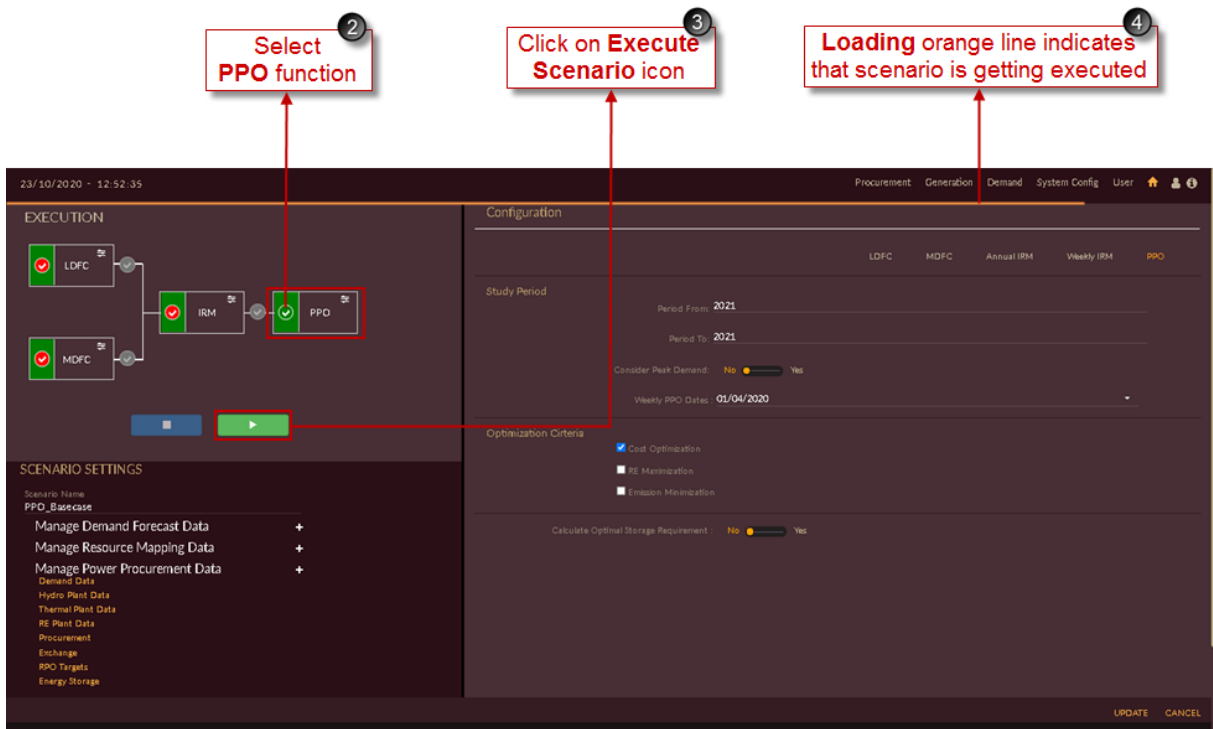 2
Select
PPO function
3
Click on Execute
Scenario icon
4
Loading orange line indicates
that scenario is getting executed
23/10/2020 - 12:52:35
Procurement Generation Demand System Config User
EXECUTION
LDFC
IRM
PPO
MDFC
SCENARIO SETTINGS
Scenario Name
PPO_Basecase
Manage Demand Forecast Data +
Manage Resource Mapping Data +
Manage Power Procurement Data +
Demand Data
Hydro Plant Data
Thermal Plant Data
RE Plant Data
Procurement
Exchange
RPO Targets
Energy Storage
Configuration
LDFC MDFC Annual IRM Weekly IRM PPO
Study Period
Period From: 2021
Period To: 2021
Consider Peak Demand: No Yes
Weekly PPO Dates : 01/04/2020
Optimization Cirteria
Cost Optimization
RE Maximization
Emission Minimization
Calculate Optimal Storage Requirement : No Yes
UPDATE CANCEL